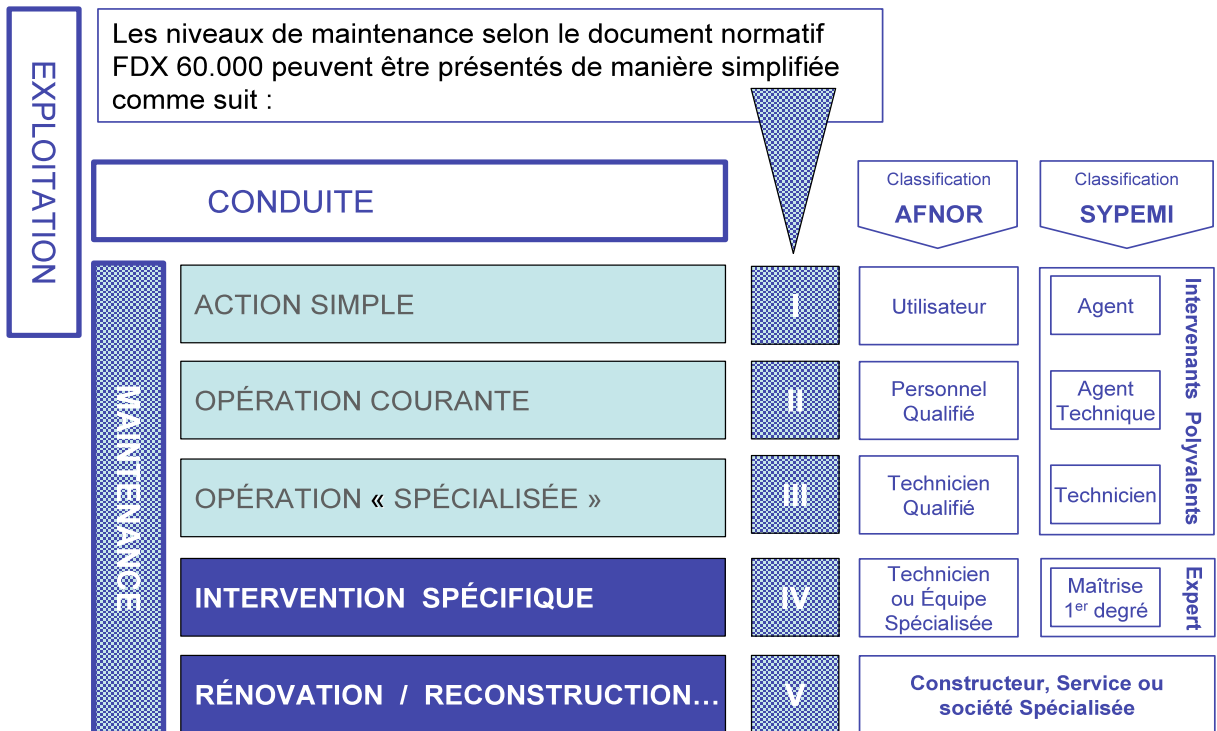 EXPLOITATION
Les niveaux de maintenance selon le document normatif
FDX 60.000 peuvent être présentés de manière simplifiée
comme suit :
CONDUITE
Classification
AFNOR
Classification
SYPEMI
MAINTENANCE
ACTION SIMPLE
I
Utilisateur
Agent
Intervenants Polyvalents
OPÉRATION COURANTE
II
Personnel
Qualifié
Agent
Technique
OPÉRATION « SPÉCIALISÉE »
III
Technicien
Qualifié
Technicien
INTERVENTION SPÉCIFIQUE
IV
Technicien
ou Équipe
Spécialisée
Maîtrise
1er degré
Expert
RÉNOVATION / RECONSTRUCTION...
V
Constructeur, Service ou
société Spécialisée